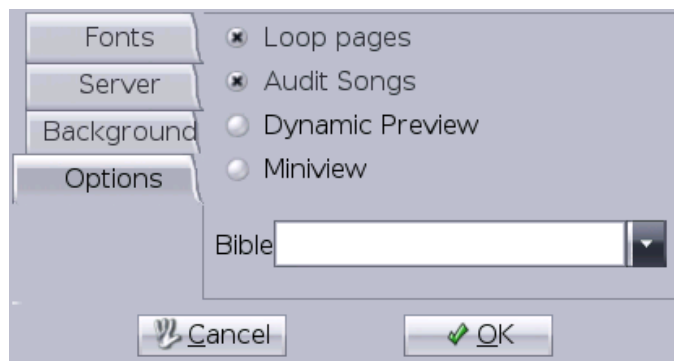 Fonts
Server
Background
Options
Loop pages
Audit Songs
Dynamic Preview
Miniview
Bible
Cancel
OK